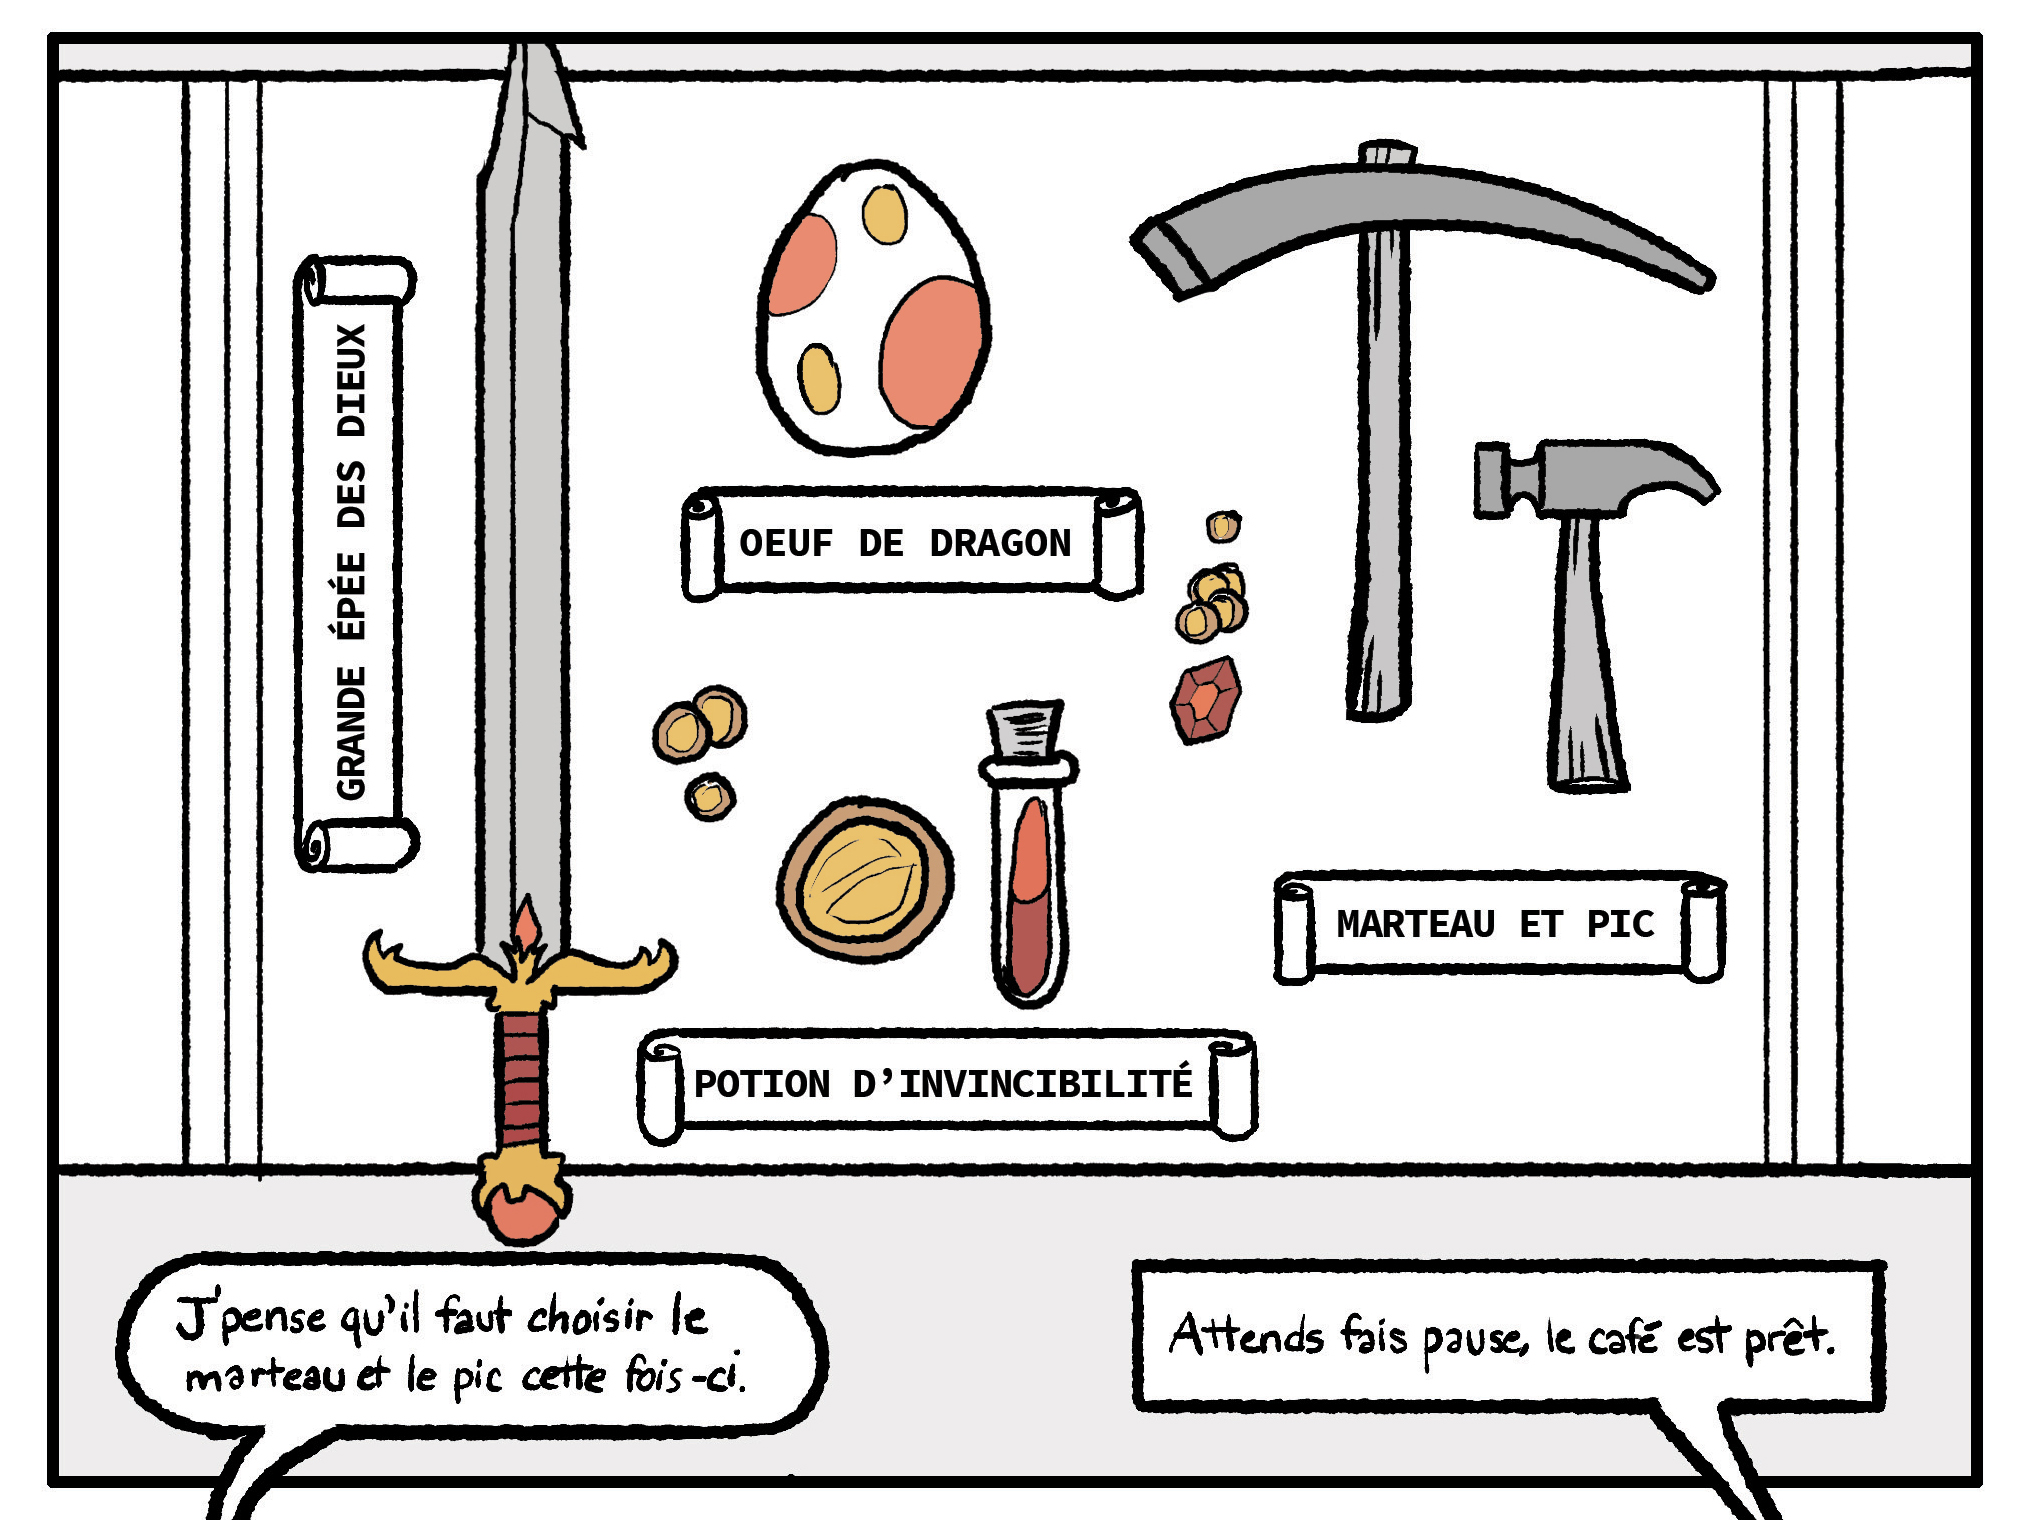 GRANDE ÉPÉE DES DIEUX
OEUF DE DRAGON
MARTEAU ET PIC
POTION D’INVINCIBILITÉ
J'pense qu'il faut choisir le
marteau et le pic cette fois-ci.
Attends fais pause, le café est prêt.